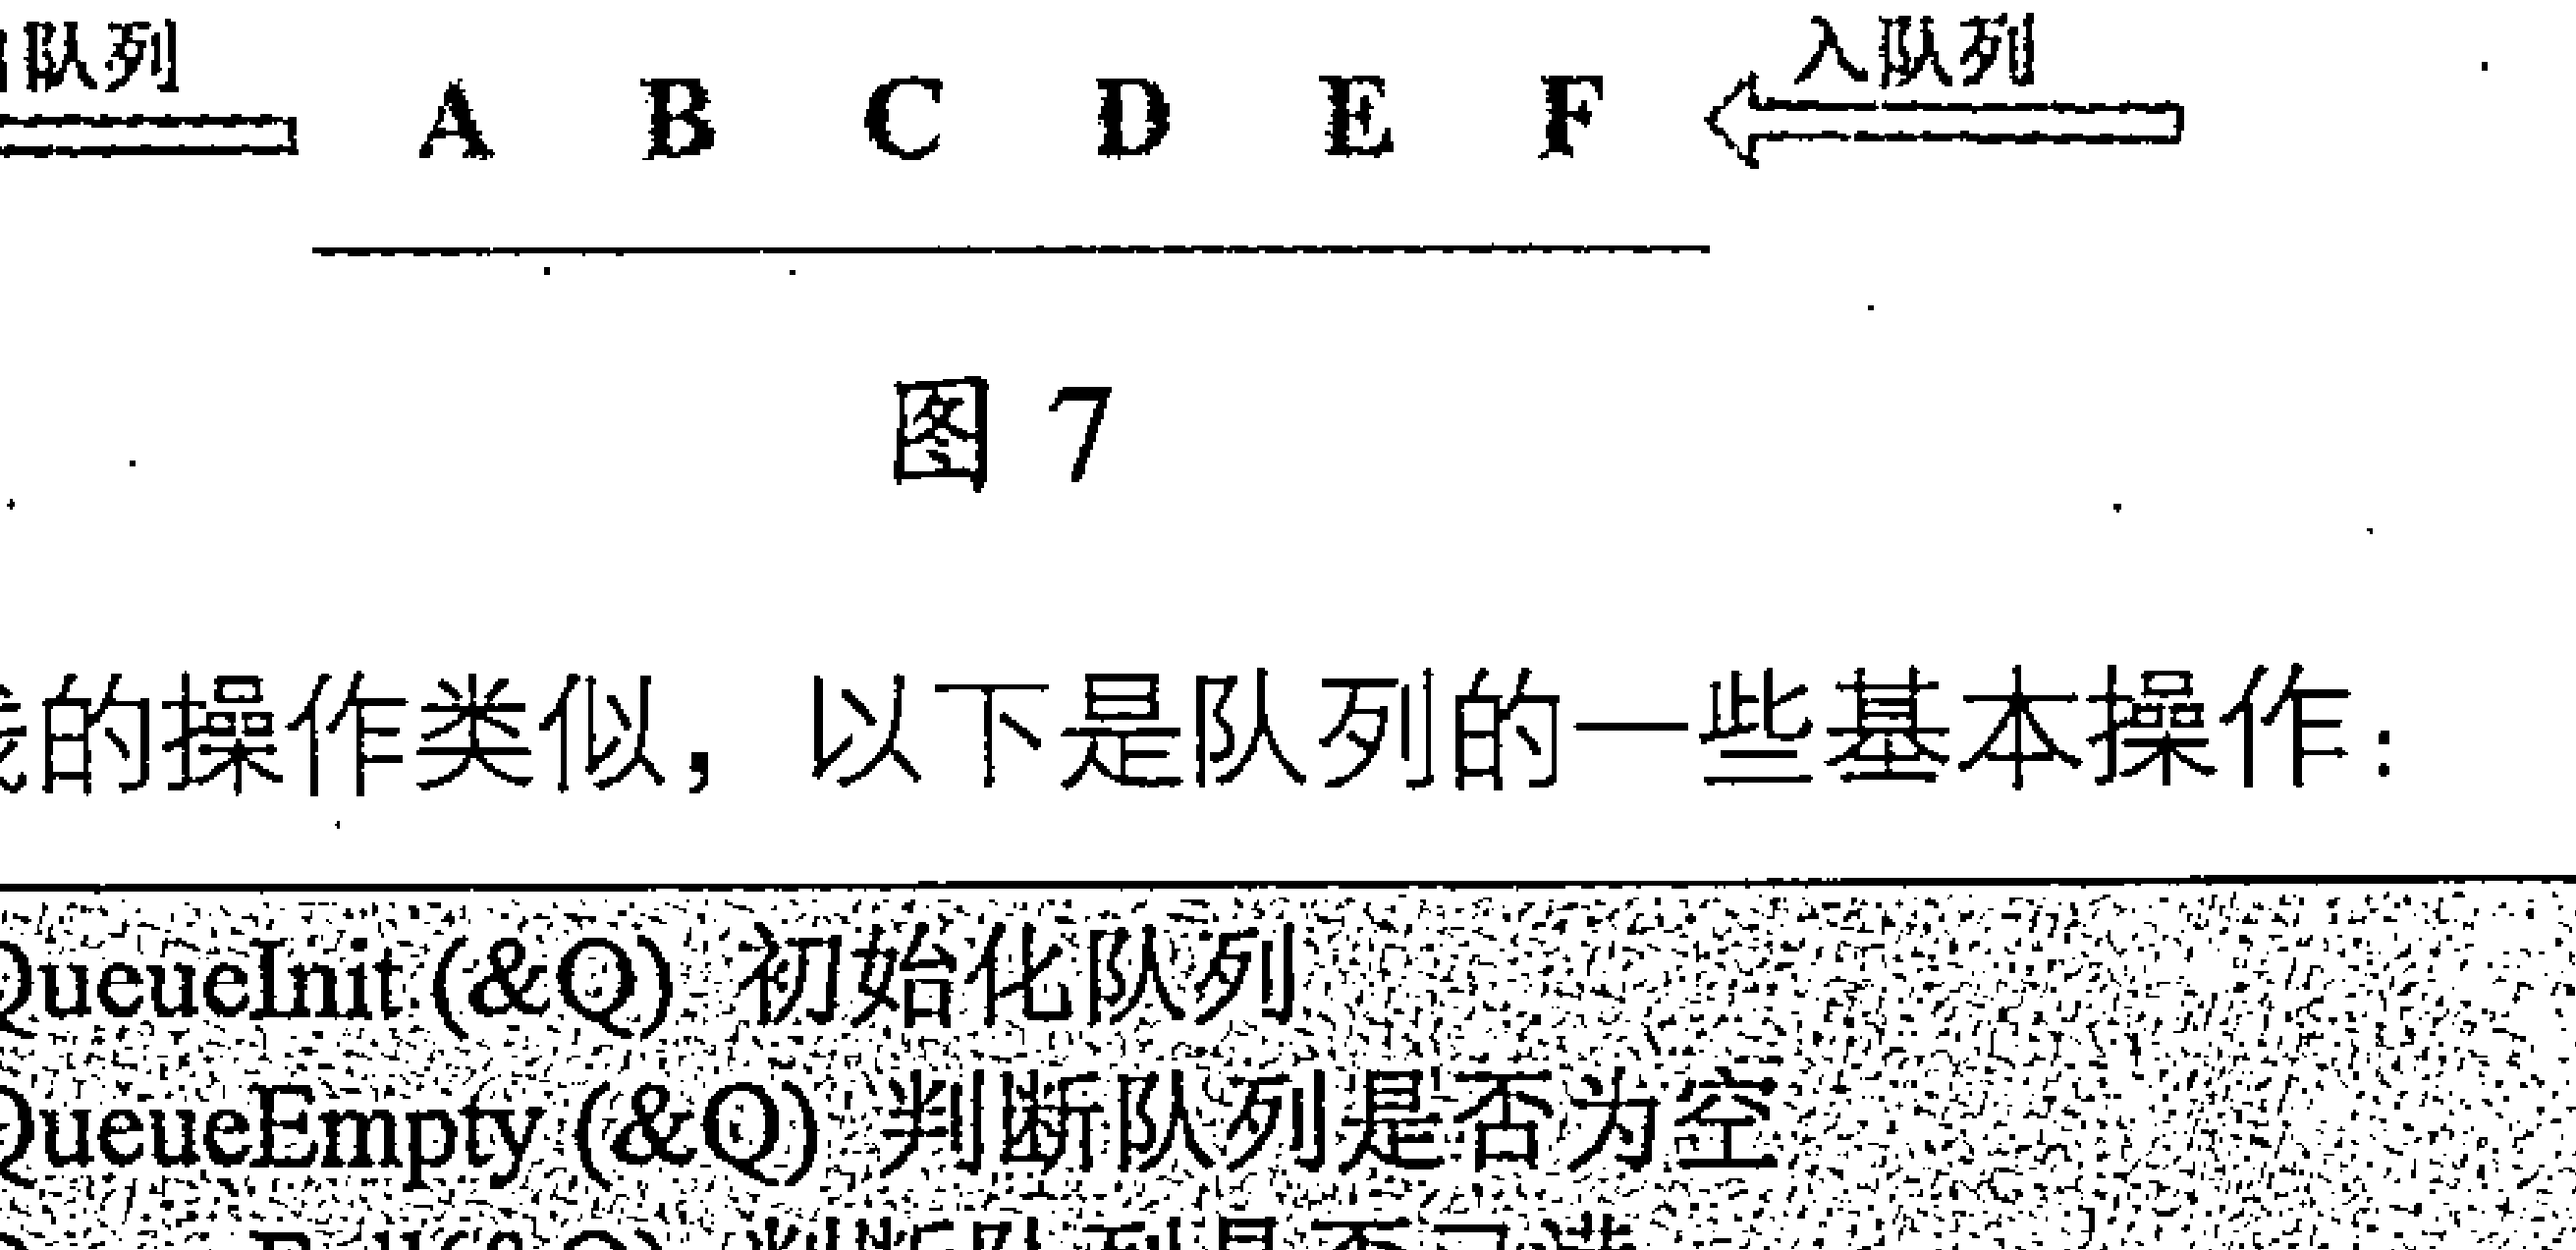 队列 入队列
A B C D E F
图 7
的操作类似，以下是队列的一些基本操作：
QueueInit (&Q) 初始化队列
QueueEmpty (&Q) 判断队列是否为空